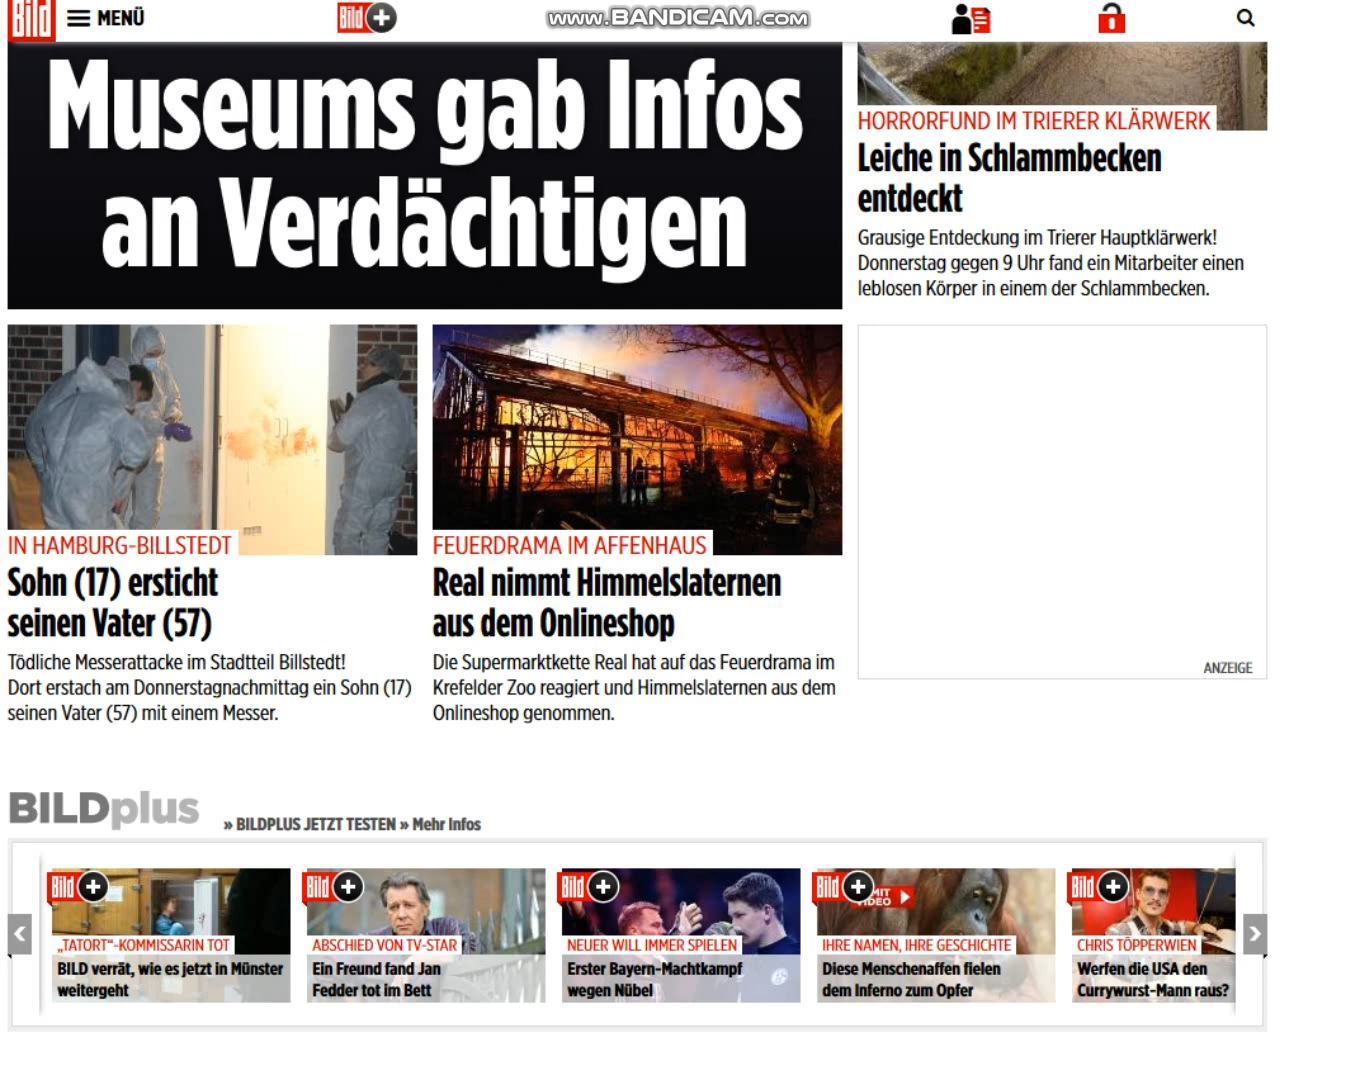 Bild
MENÜ
Bild+
www.BANDICAM.com
Museums gab Infos
an Verdächtigen
HORRORFUND IM TRIERER KLÄRWERK
Leiche in Schlammbecken
entdeckt
Grausige Entdeckung im Trierer Hauptklärwerk!
Donnerstag gegen 9 Uhr fand ein Mitarbeiter einen
leblosen Körper in einem der Schlammbecken.
IN HAMBURG-BILLSTEDT
Sohn (17) ersticht
seinen Vater (57)
Tödliche Messerattacke im Stadtteil Billstedt!
Dort erstach am Donnerstagnachmittag ein Sohn (17)
seinen Vater (57) mit einem Messer.
FEUERDRAMA IM AFFENHAUS
Real nimmt Himmelslaternen
aus dem Onlineshop
Die Supermarktkette Real hat auf das Feuerdrama im
Krefelder Zoo reagiert und Himmelslaternen aus dem
Onlineshop genommen.
ANZEIGE
BILDplus
» BILDPLUS JETZT TESTEN » Mehr Infos
Bild+
„TATORT“-KOMMISSARIN TOT
BILD verrät, wie es jetzt in Münster
weitergeht
Bild+
ABSCHIED VON TV-STAR
Ein Freund fand Jan
Fedder tot im Bett
Bild+
NEUER WILL IMMER SPIELEN
Erster Bayern-Machtkampf
wegen Nübel
Bild+
MIT
VIDEO
IHRE NAMEN, IHRE GESCHICHTE
Diese Menschenaffen fielen
dem Inferno zum Opfer
Bild+
CHRIS TÖPPERWIEN
Werfen die USA den
Currywurst-Mann raus?